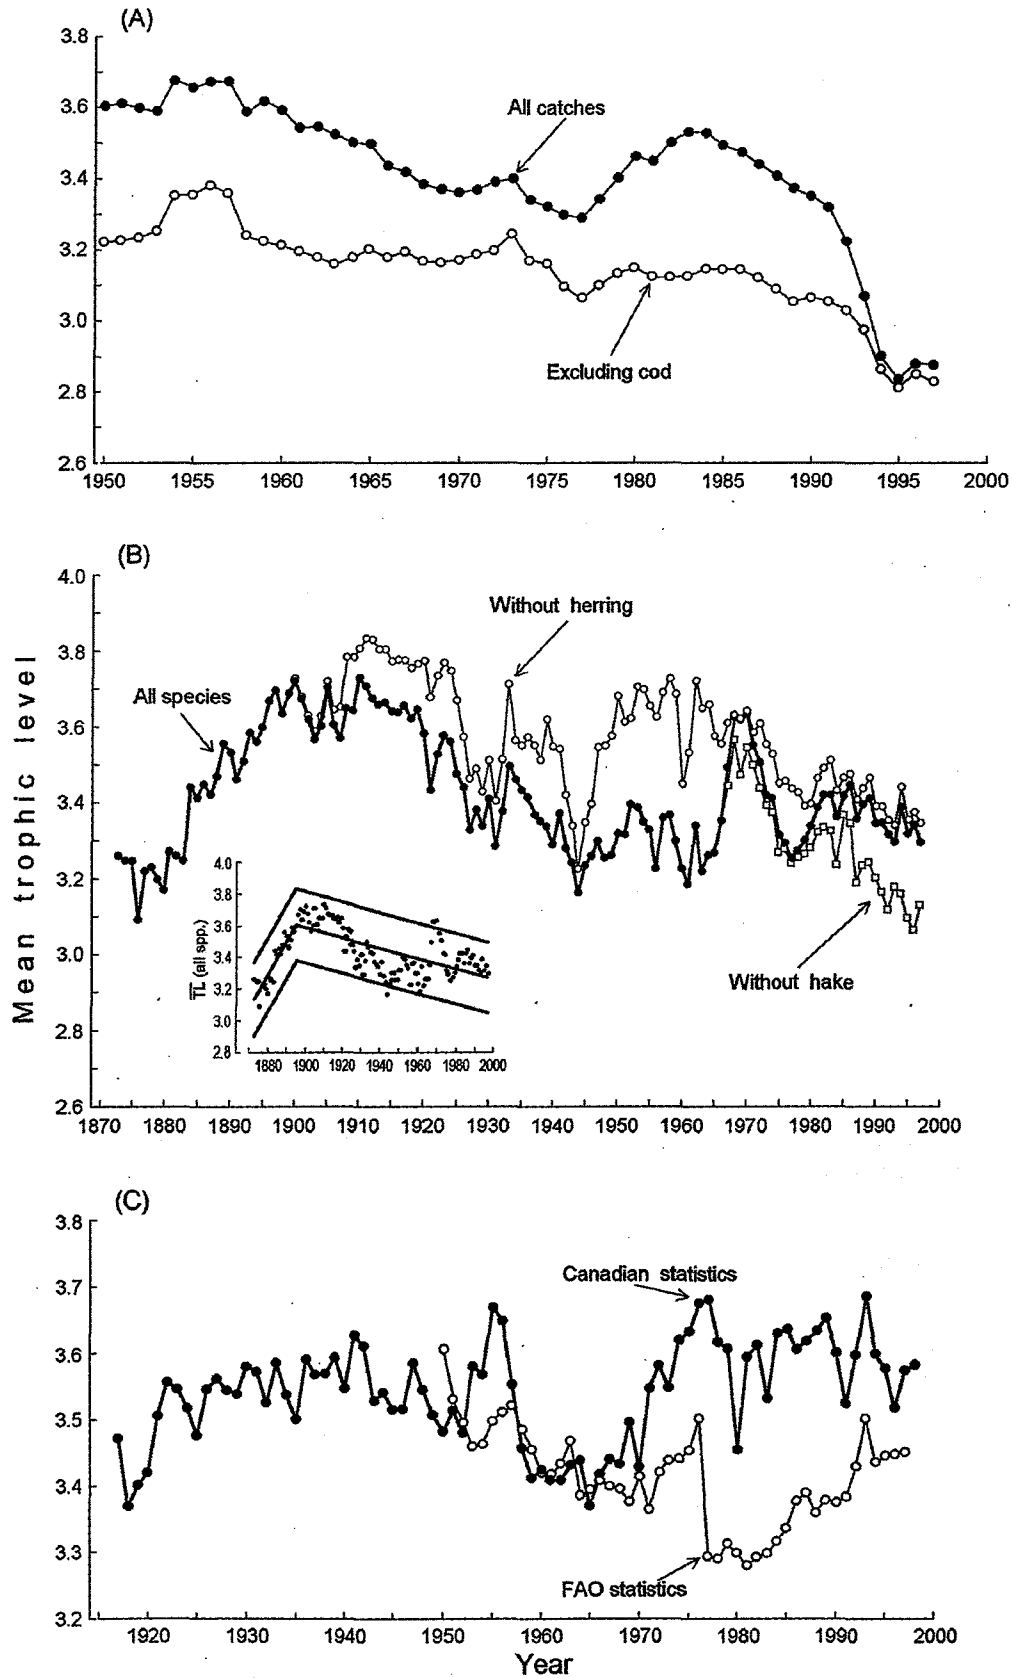 (A)
3.8
3.6
3.4
3.2
3.0
2.8
2.6
All catches
Excluding cod
1950 1955 1960 1965 1970 1975 1980 1985 1990 1995 2000
(B)
Mean trophic level
4.0
3.8
3.6
3.4
3.2
3.0
2.8
2.6
Without herring
All species
Without hake
TL (all spp.)
4.0
3.8
3.6
3.4
3.2
3.0
2.8
1880 1900 1920 1940 1960 1980 2000
1870 1880 1890 1900 1910 1920 1930 1940 1950 1960 1970 1980 1990 2000
(C)
3.8
3.7
3.6
3.5
3.4
3.3
3.2
Canadian statistics
FAO statistics
1920 1930 1940 1950 1960 1970 1980 1990 2000
Year